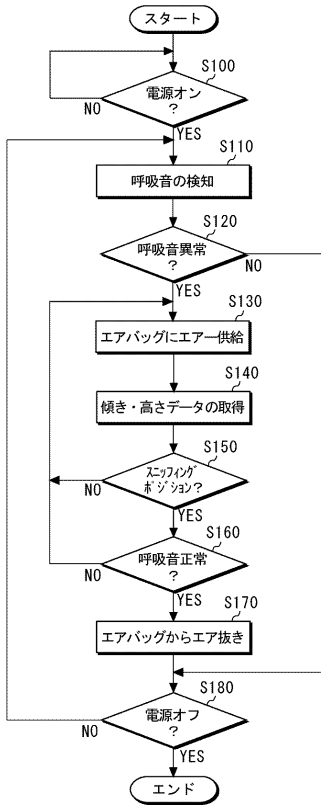 スタート
S100
電源オン
?
NO
YES
S110
呼吸音の検知
S120
呼吸音異常
?
NO
YES
S130
エアバッグにエアー供給
S140
傾き・高さデータの取得
S150
スニッフィング
ポジション?
NO
YES
S160
呼吸音正常
?
NO
YES
S170
エアバッグからエア抜き
S180
電源オフ
?
NO
YES
エンド